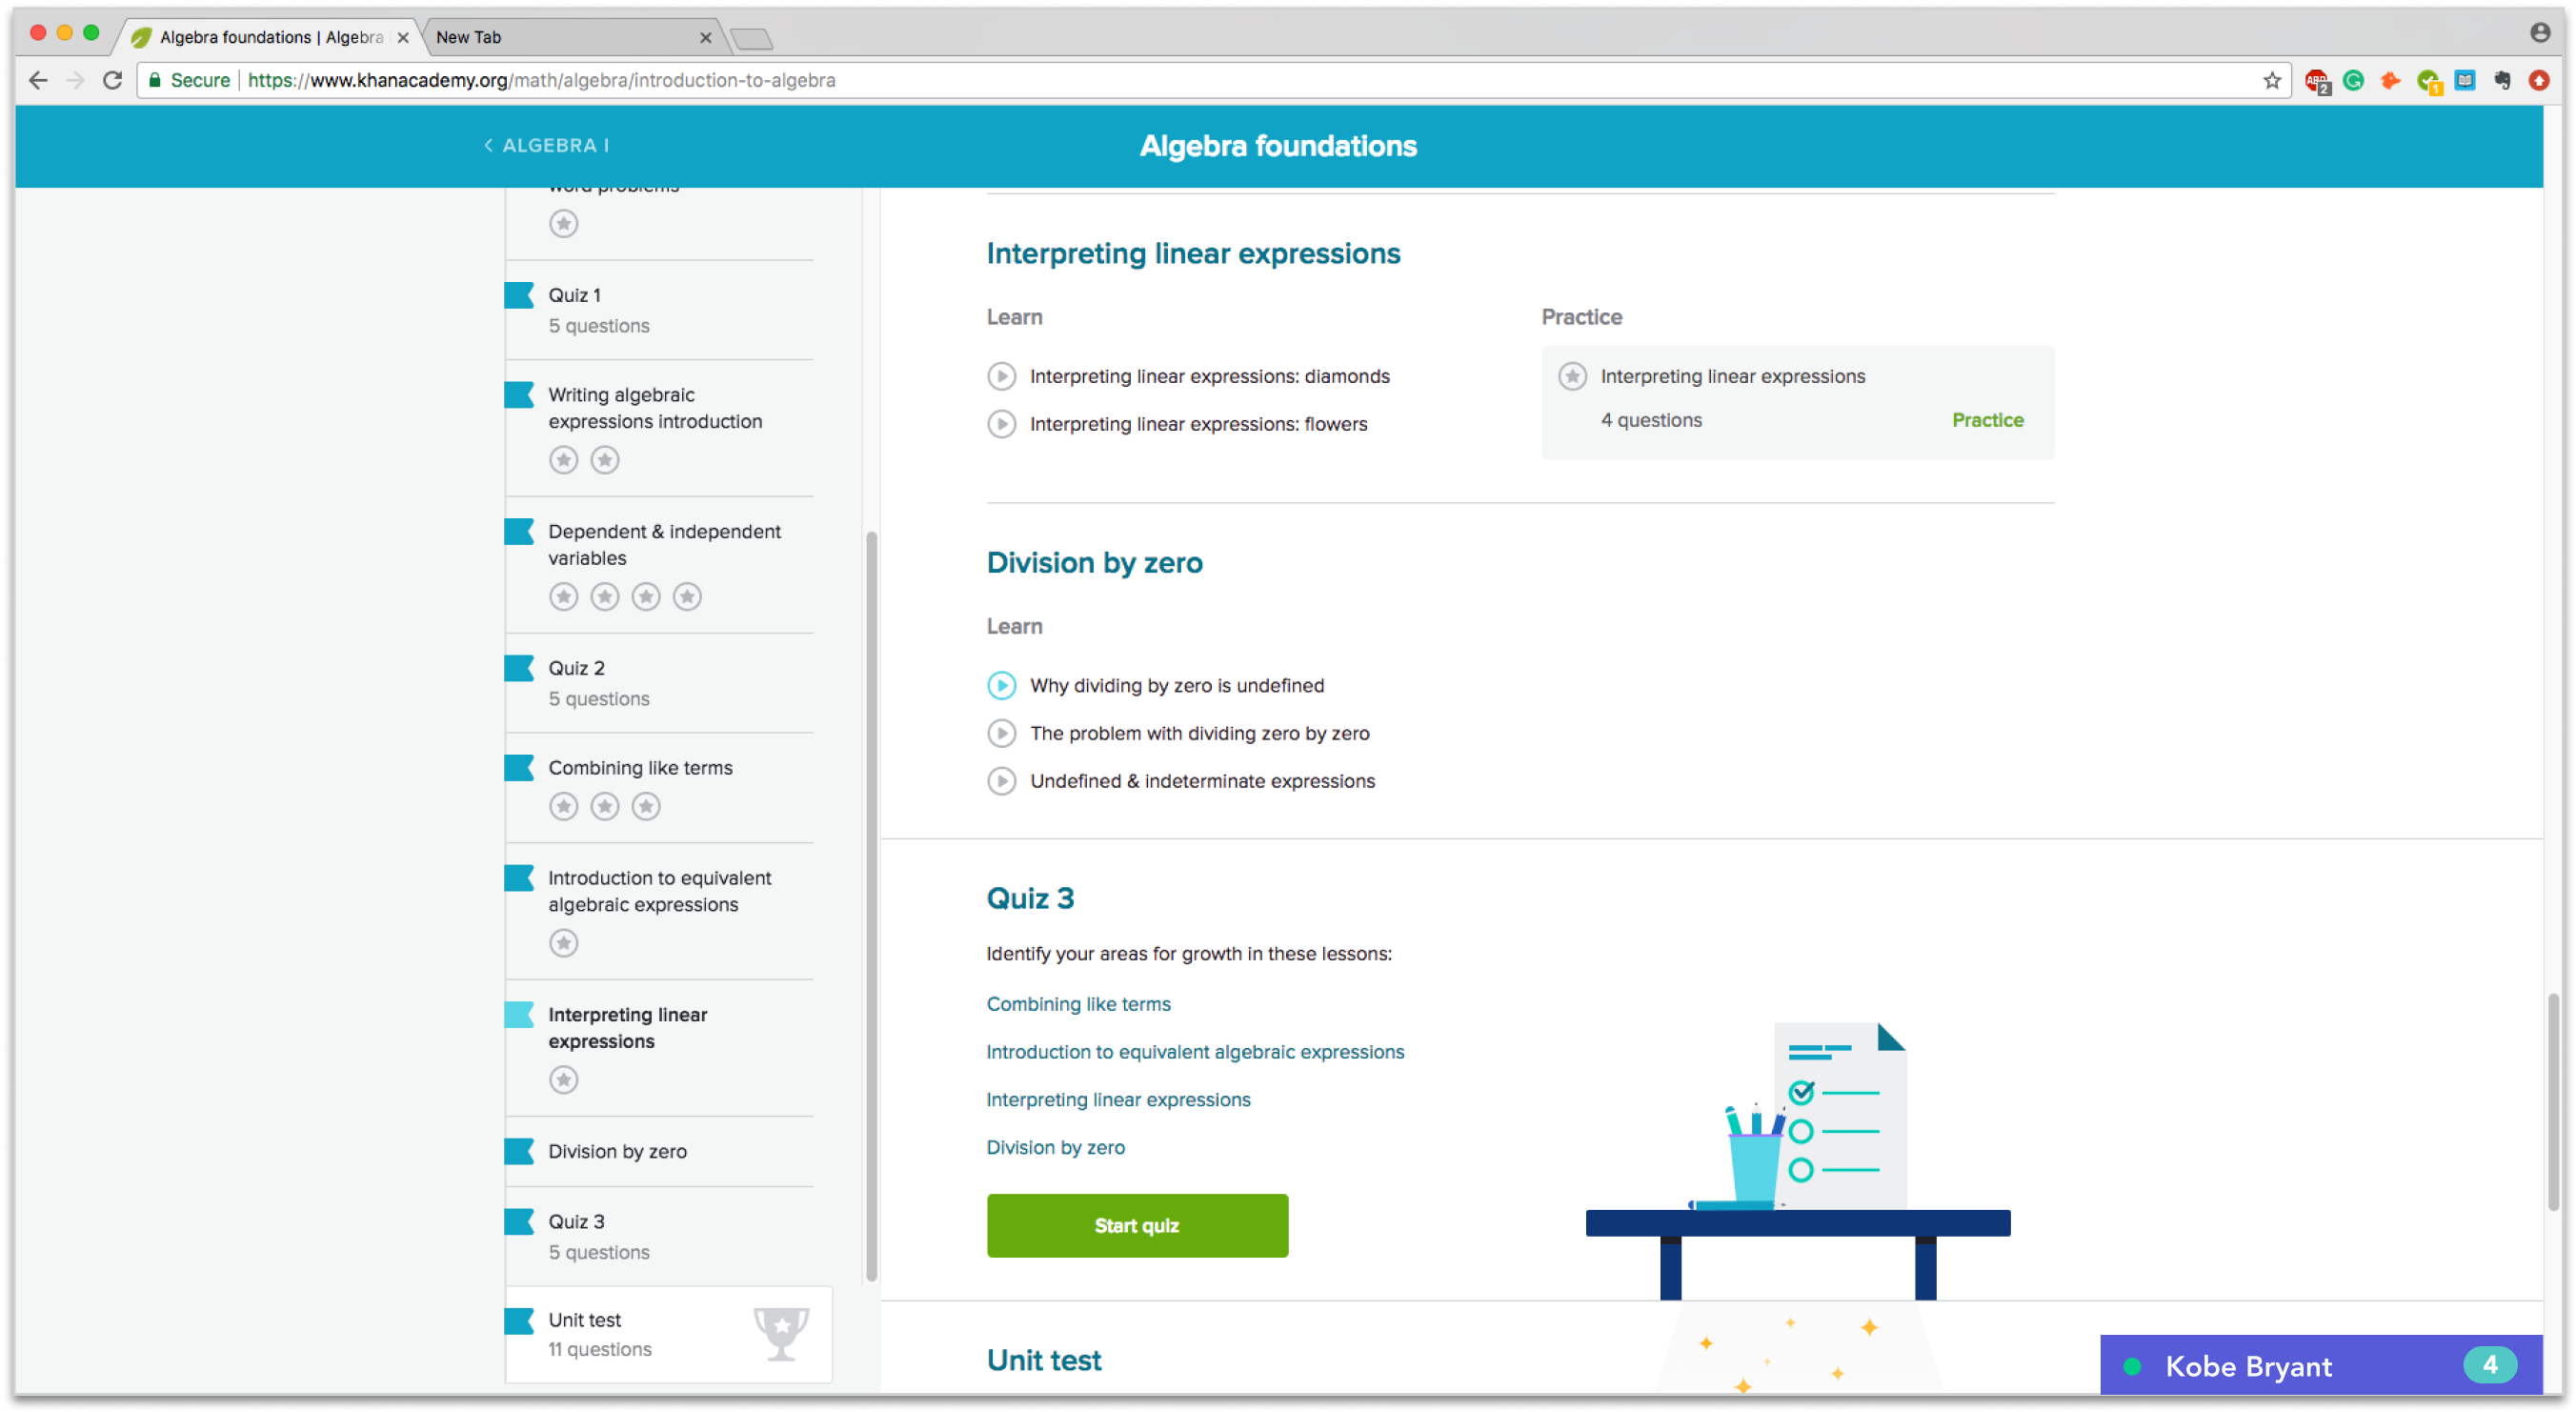 Algebra foundations | Algebra
New Tab
Secure | https://www.khanacademy.org/math/algebra/introduction-to-algebra
ABP
2
1
ALGEBRA I
Algebra foundations
word problems
Quiz 1
5 questions
Writing algebraic
expressions introduction
Dependent & independent
variables
Quiz 2
5 questions
Combining like terms
Introduction to equivalent
algebraic expressions
Interpreting linear
expressions
Division by zero
Quiz 3
5 questions
Unit test
11 questions
Interpreting linear expressions
Learn
Interpreting linear expressions: diamonds
Interpreting linear expressions: flowers
Practice
Interpreting linear expressions
4 questions
Practice
Division by zero
Learn
Why dividing by zero is undefined
The problem with dividing zero by zero
Undefined & indeterminate expressions
Quiz 3
Identify your areas for growth in these lessons:
Combining like terms
Introduction to equivalent algebraic expressions
Interpreting linear expressions
Division by zero
Start quiz
Unit test
Kobe Bryant
4